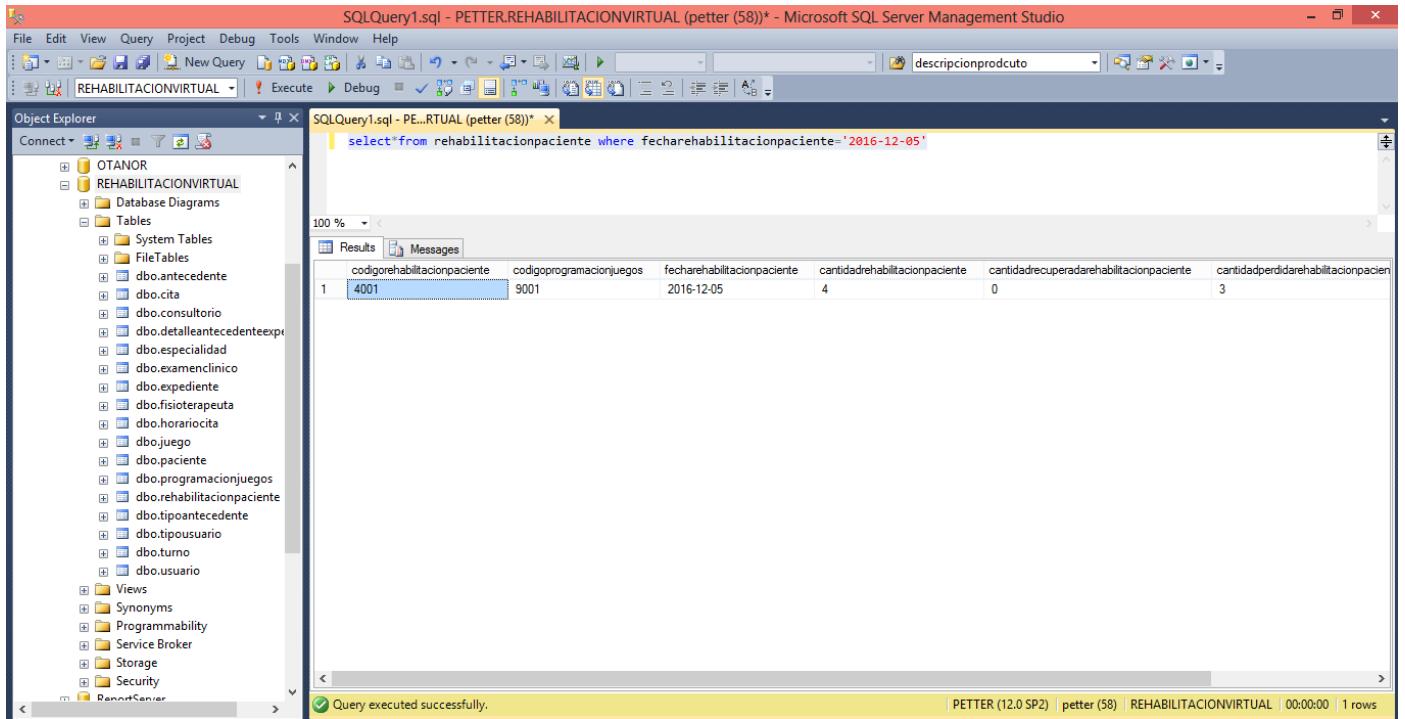 SQLQuery1.sql - PETTER.REHABILITACIONVIRTUAL (petter (58))* - Microsoft SQL Server Management Studio
File Edit View Query Project Debug Tools Window Help
New Query descripcionprodcuto
REHABILITACIONVIRTUAL Execute Debug
Object Explorer
Connect
OTANOR
REHABILITACIONVIRTUAL
Database Diagrams
Tables
System Tables
FileTables
dbo.antecedente
dbo.cita
dbo.consultorio
dbo.detalleantecedenteexpe
dbo.especialidad
dbo.examenclinico
dbo.expediente
dbo.fisioterapeuta
dbo.horariocita
dbo.juego
dbo.paciente
dbo.programacionjuegos
dbo.rehabilitacionpaciente
dbo.tipoantecedente
dbo.tipousuario
dbo.turno
dbo.usuario
Views
Synonyms
Programmability
Service Broker
Storage
Security
ReportServer
SQLQuery1.sql - PE...RTUAL (petter (58))*
select*from rehabilitacionpaciente where fecharehabilitacionpaciente='2016-12-05'
100 %
Results Messages
codigorehabilitacionpaciente codigoprogramacionjuegos fecharehabilitacionpaciente cantidadrehabilitacionpaciente cantidadrecuperadarehabilitacionpaciente cantidadperdidarehabilitacionpacien
1 4001 9001 2016-12-05 4 0 3
Query executed successfully. PETTER (12.0 SP2) petter (58) REHABILITACIONVIRTUAL 00:00:00 1 rows